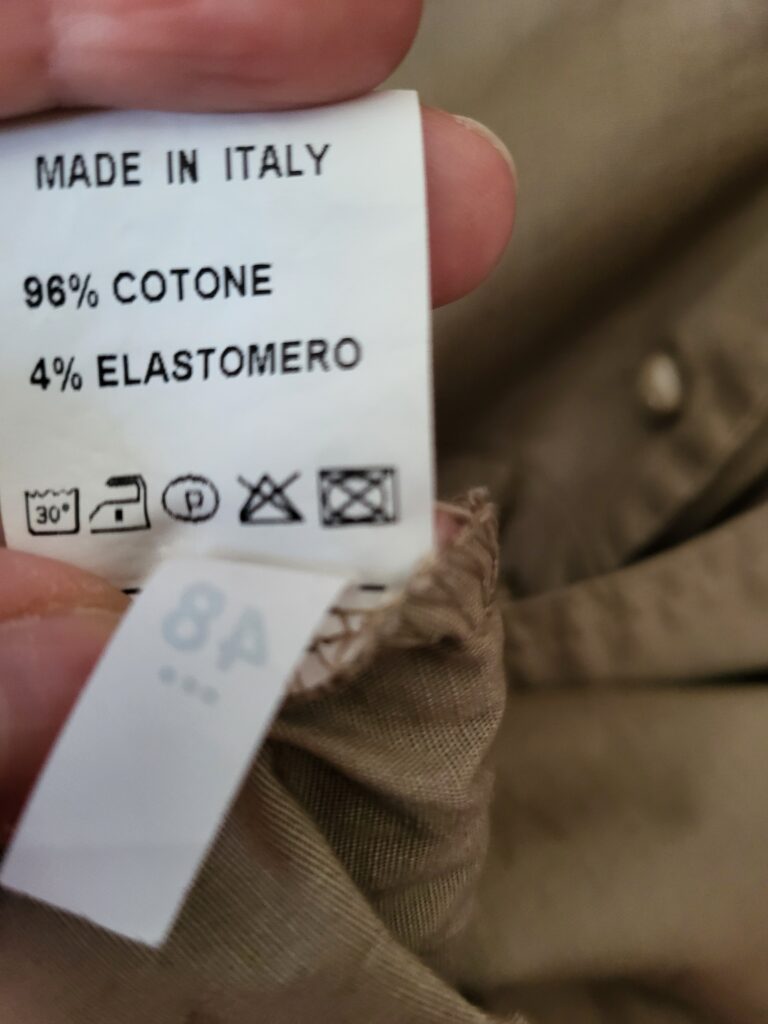 MADE IN ITALY
96% COTONE
4% ELASTOMERO
30° P
48